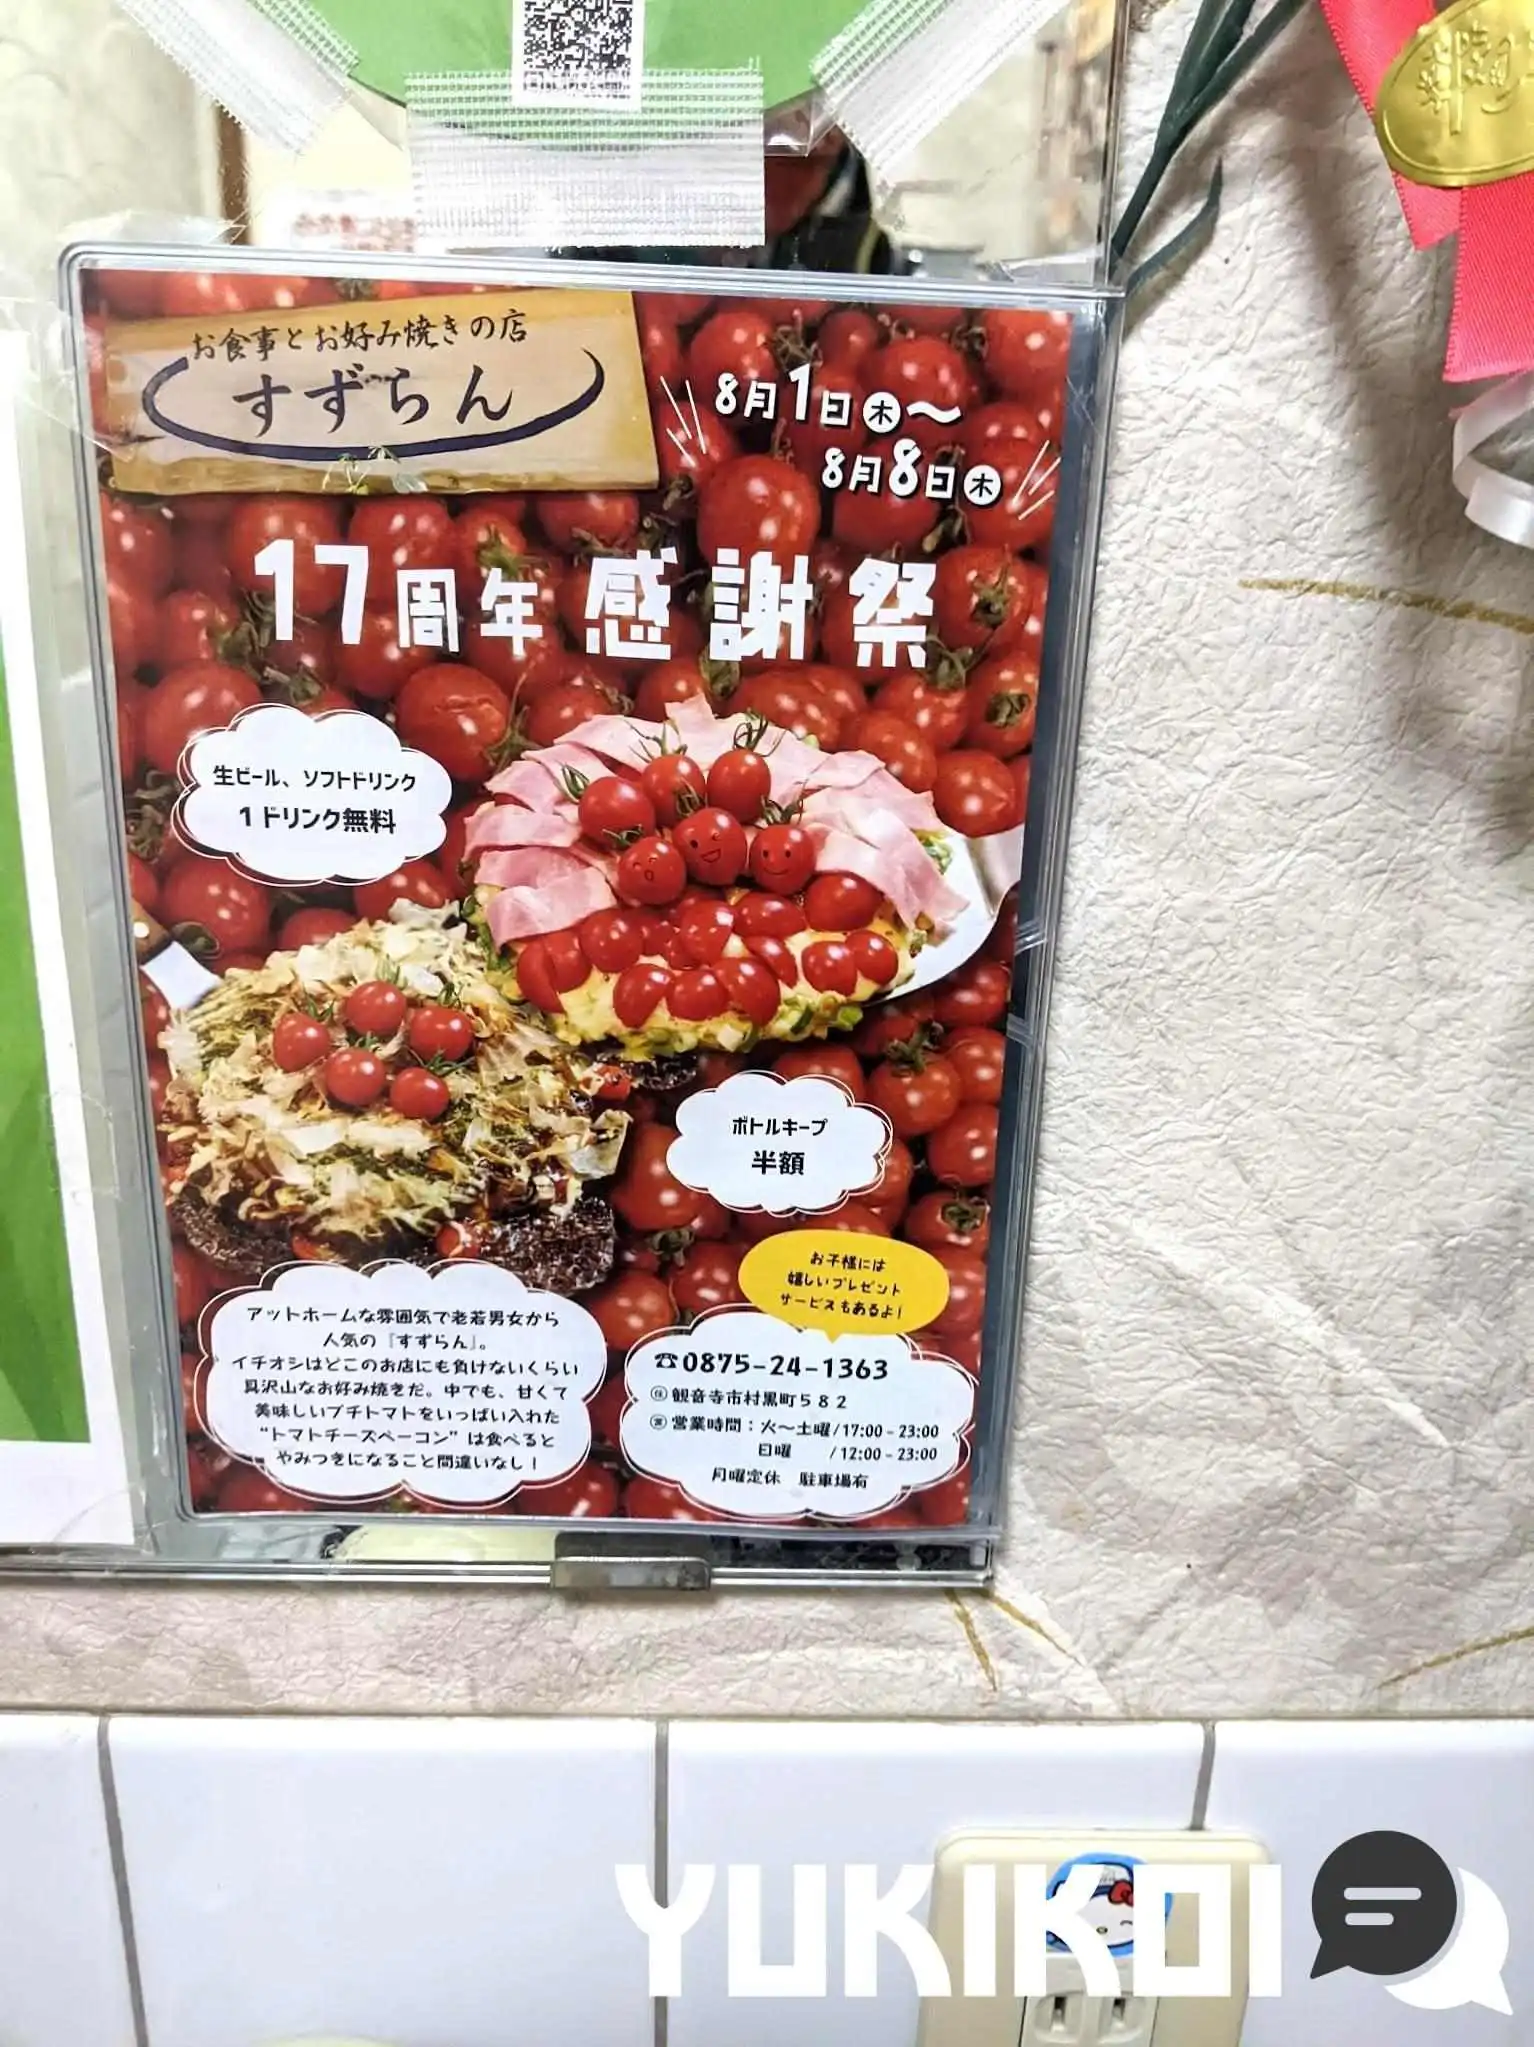 お食事とお好み焼きの店
すずらん
8月1日㊍〜
8月8日㊍
17周年 感謝祭
生ビール、ソフトドリンク
1ドリンク無料
ボトルキープ
半額
お子様には
嬉しいプレゼント
サービスもあるよ！
アットホームな雰囲気で老若男女から
人気の『すずらん』。
イチオシはどこのお店にも負けないくらい
具沢山なお好み焼きだ。中でも、甘くて
美味しいプチトマトをいっぱい入れた
“トマトチーズベーコン”は食べると
やみつきになること間違いなし！
☎0875-24-1363
㊟観音寺市村黒町582
㊠営業時間：火〜土曜/17:00-23:00
日曜 /12:00-23:00
月曜定休 駐車場有
YUKIKOI